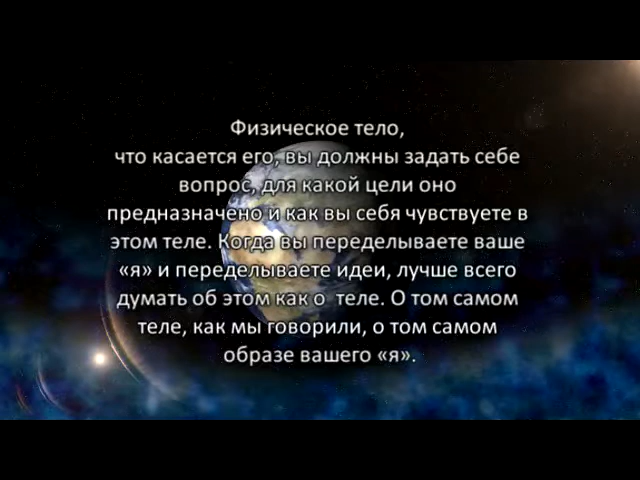 Физическое тело,
что касается его, вы должны задать себе
вопрос, для какой цели оно
предназначено и как вы себя чувствуете в
этом теле. Когда вы переделываете ваше
«я» и переделываете идеи, лучше всего
думать об этом как о теле. О том самом
теле, как мы говорили, о том самом
образе вашего «я».